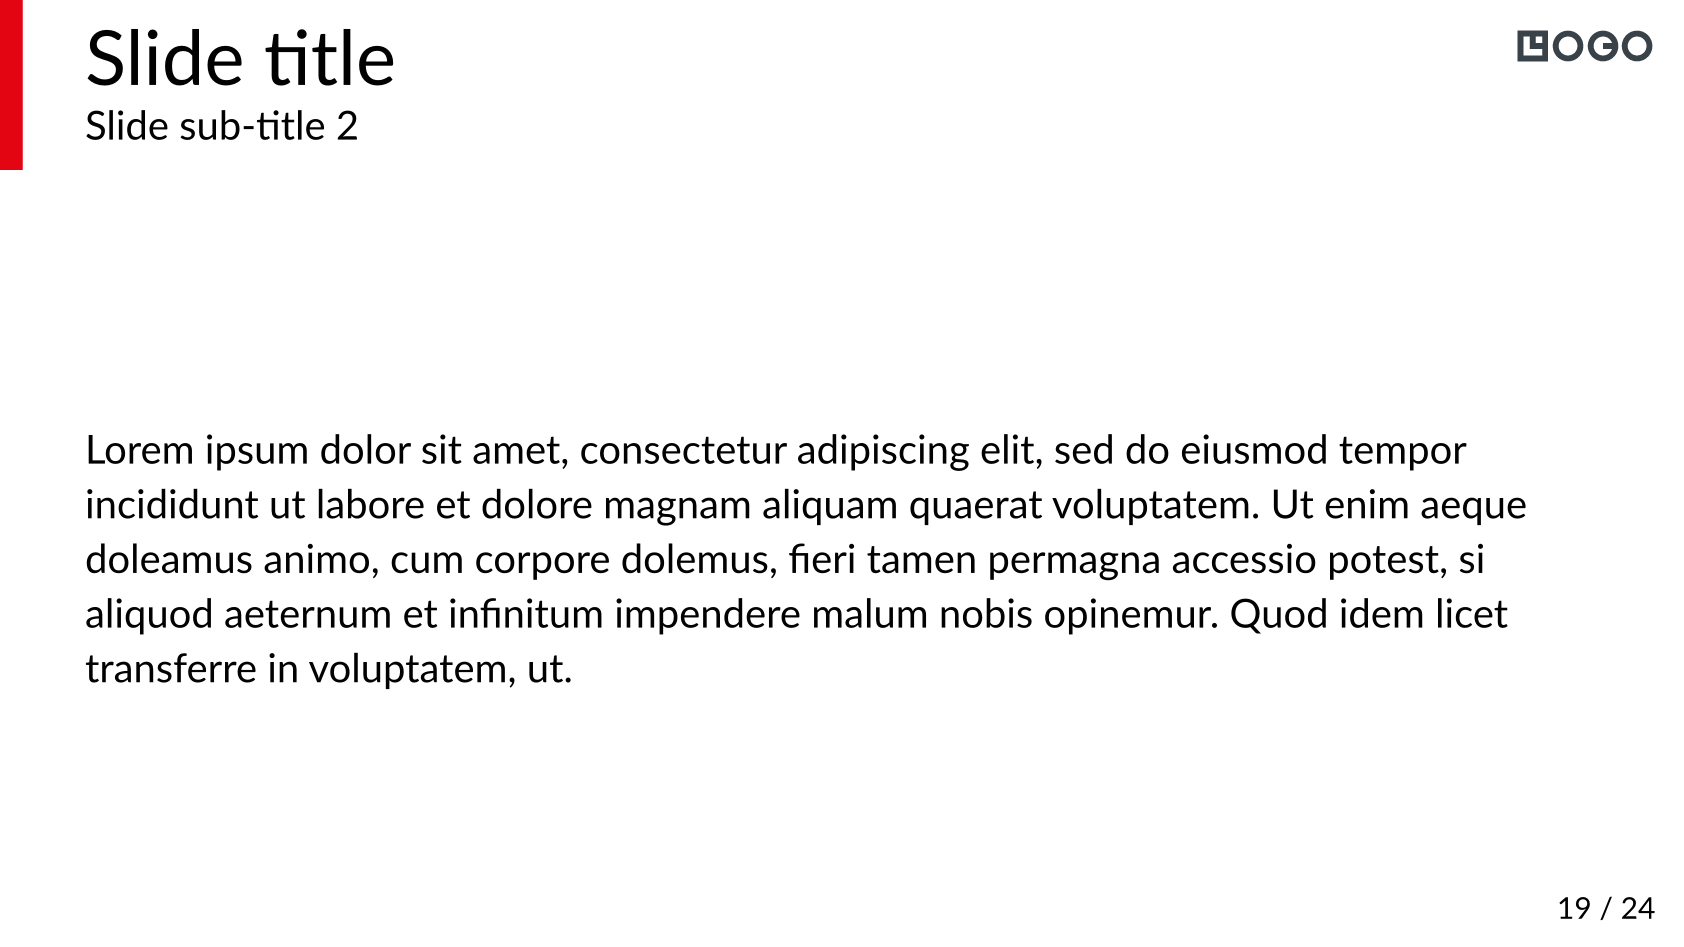 Slide title
LOGO
Slide sub-title 2
Lorem ipsum dolor sit amet, consectetur adipiscing elit, sed do eiusmod tempor
incididunt ut labore et dolore magnam aliquam quaerat voluptatem. Ut enim aeque
doleamus animo, cum corpore dolemus, fieri tamen permagna accessio potest, si
aliquod aeternum et infinitum impendere malum nobis opinemur. Quod idem licet
transferre in voluptatem, ut.
19 / 24